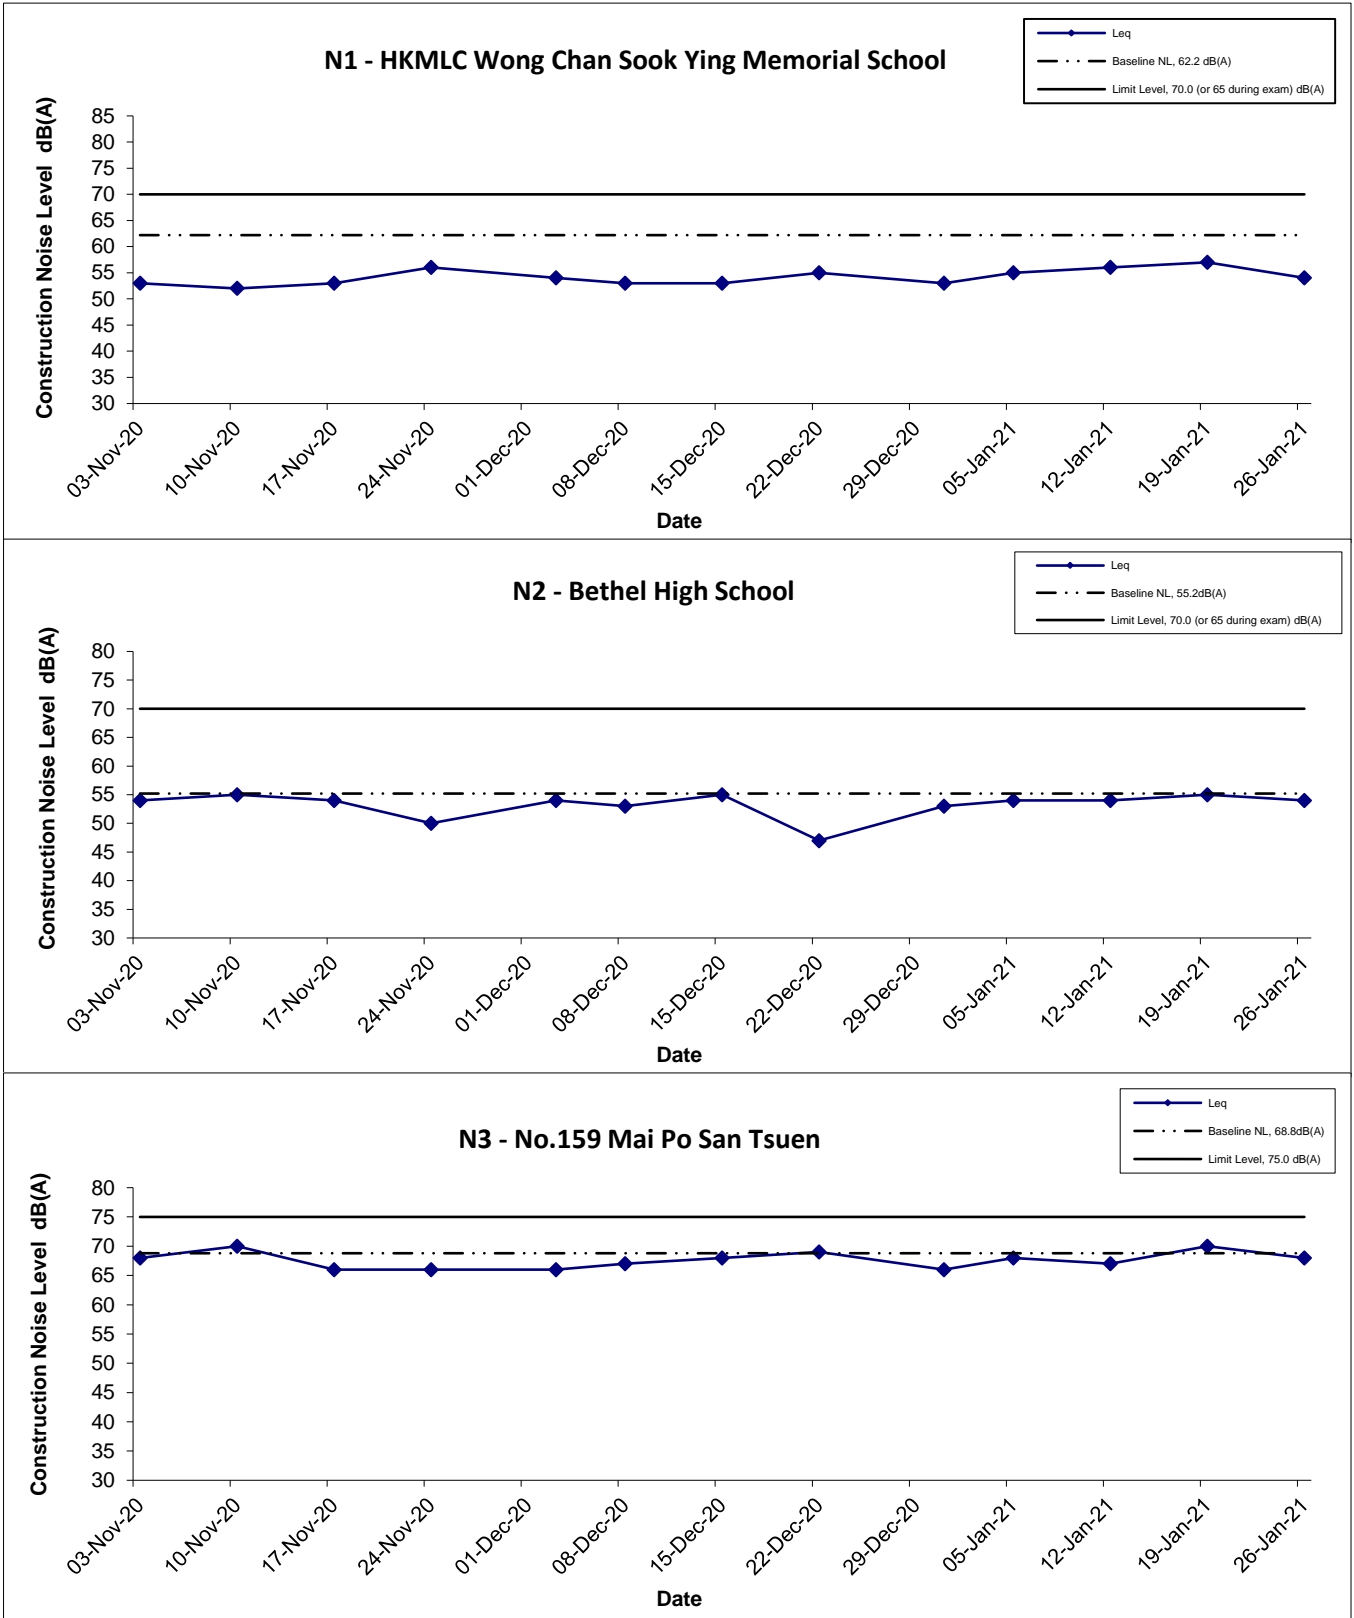 N1 - HKMLC Wong Chan Sook Ying Memorial School
Leq
Baseline NL, 62.2 dB(A)
Limit Level, 70.0 (or 65 during exam) dB(A)
Construction Noise Level dB(A)
85
80
75
70
65
60
55
50
45
40
35
30
03-Nov-20
10-Nov-20
17-Nov-20
24-Nov-20
01-Dec-20
08-Dec-20
15-Dec-20
22-Dec-20
29-Dec-20
05-Jan-21
12-Jan-21
19-Jan-21
26-Jan-21
Date
N2 - Bethel High School
Leq
Baseline NL, 55.2dB(A)
Limit Level, 70.0 (or 65 during exam) dB(A)
Construction Noise Level dB(A)
80
75
70
65
60
55
50
45
40
35
30
03-Nov-20
10-Nov-20
17-Nov-20
24-Nov-20
01-Dec-20
08-Dec-20
15-Dec-20
22-Dec-20
29-Dec-20
05-Jan-21
12-Jan-21
19-Jan-21
26-Jan-21
Date
N3 - No.159 Mai Po San Tsuen
Leq
Baseline NL, 68.8dB(A)
Limit Level, 75.0 dB(A)
Construction Noise Level dB(A)
80
75
70
65
60
55
50
45
40
35
30
03-Nov-20
10-Nov-20
17-Nov-20
24-Nov-20
01-Dec-20
08-Dec-20
15-Dec-20
22-Dec-20
29-Dec-20
05-Jan-21
12-Jan-21
19-Jan-21
26-Jan-21
Date